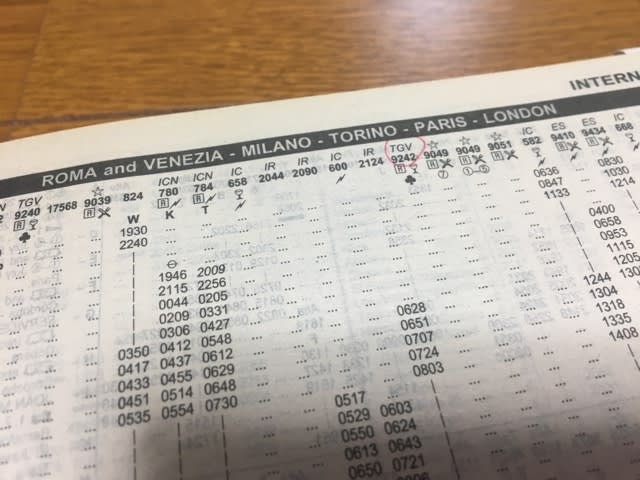 INTERN
ROMA and VENEZIA - MILANO - TORINO - PARIS - LONDON
TGV ICN ICN IC IR IR IC IR TGV IC ES ES IC
9240 17568 9039 824 780 784 658 2044 2090 600 2124 9242 9049 9049 9051 582 9410 9434 668
R R R R R R R R R R R
W K T ⑦ ①-⑤
1930 0636 0830
2240 0847 1030
1133 1214
1946 2009 0400
2115 2256 0658
0044 0205 0953
0209 0331 1115
0306 0427 0628 1205
0350 0412 0548 0651 1244
0417 0437 0612 0707 1304
0433 0455 0629 0724 1318
0451 0514 0648 0803 1335
0535 0554 0730 0517 1408
0529 0603
0550 0624
0613 0643
0650 0721
0806